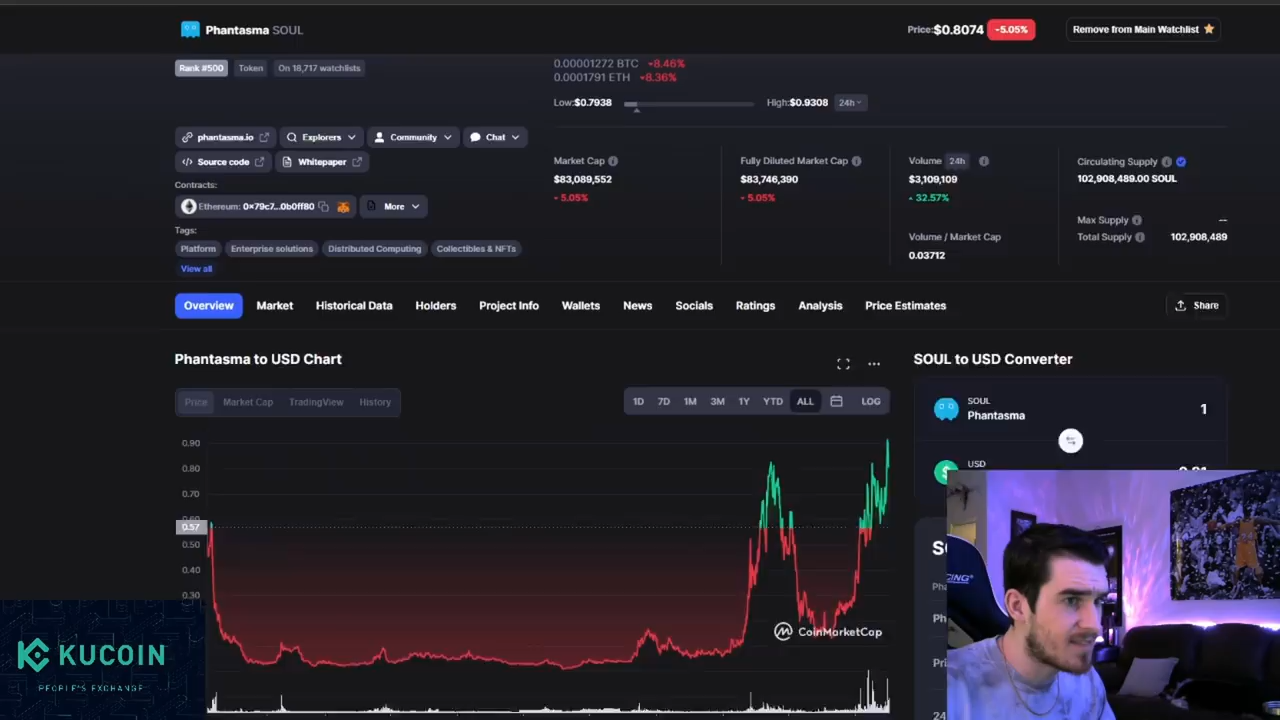 Phantasma SOUL
Price:$0.8074 -5.05%
Remove from Main Watchlist
Rank #500 Token On 18,717 watchlists
0.00001272 BTC 8.46%
0.0001791 ETH 8.36%
Low:$0.7938 High:$0.9308 24h
phantasma.io Explorers Community Chat
Source code Whitepaper
Contracts:
Ethereum: 0x79c7...0b0ff80 More
Tags:
Platform Enterprise solutions Distributed Computing Collectibles & NFTs
View all
Market Cap
$83,089,552
5.05%
Fully Diluted Market Cap
$83,746,390
5.05%
Volume 24h
$3,109,109
32.57%
Volume / Market Cap
0.03712
Circulating Supply
102,908,489.00 SOUL
Max Supply --
Total Supply 102,908,489
Overview Market Historical Data Holders Project Info Wallets News Socials Ratings Analysis Price Estimates
Share
Phantasma to USD Chart
Price Market Cap TradingView History
1D 7D 1M 3M 1Y YTD ALL LOG
0.90
0.80
0.70
0.60
0.57
0.50
0.40
0.30
CoinMarketCap
SOUL to USD Converter
SOUL
Phantasma
1
USD
KUCOIN
PEOPLE'S EXCHANGE
24